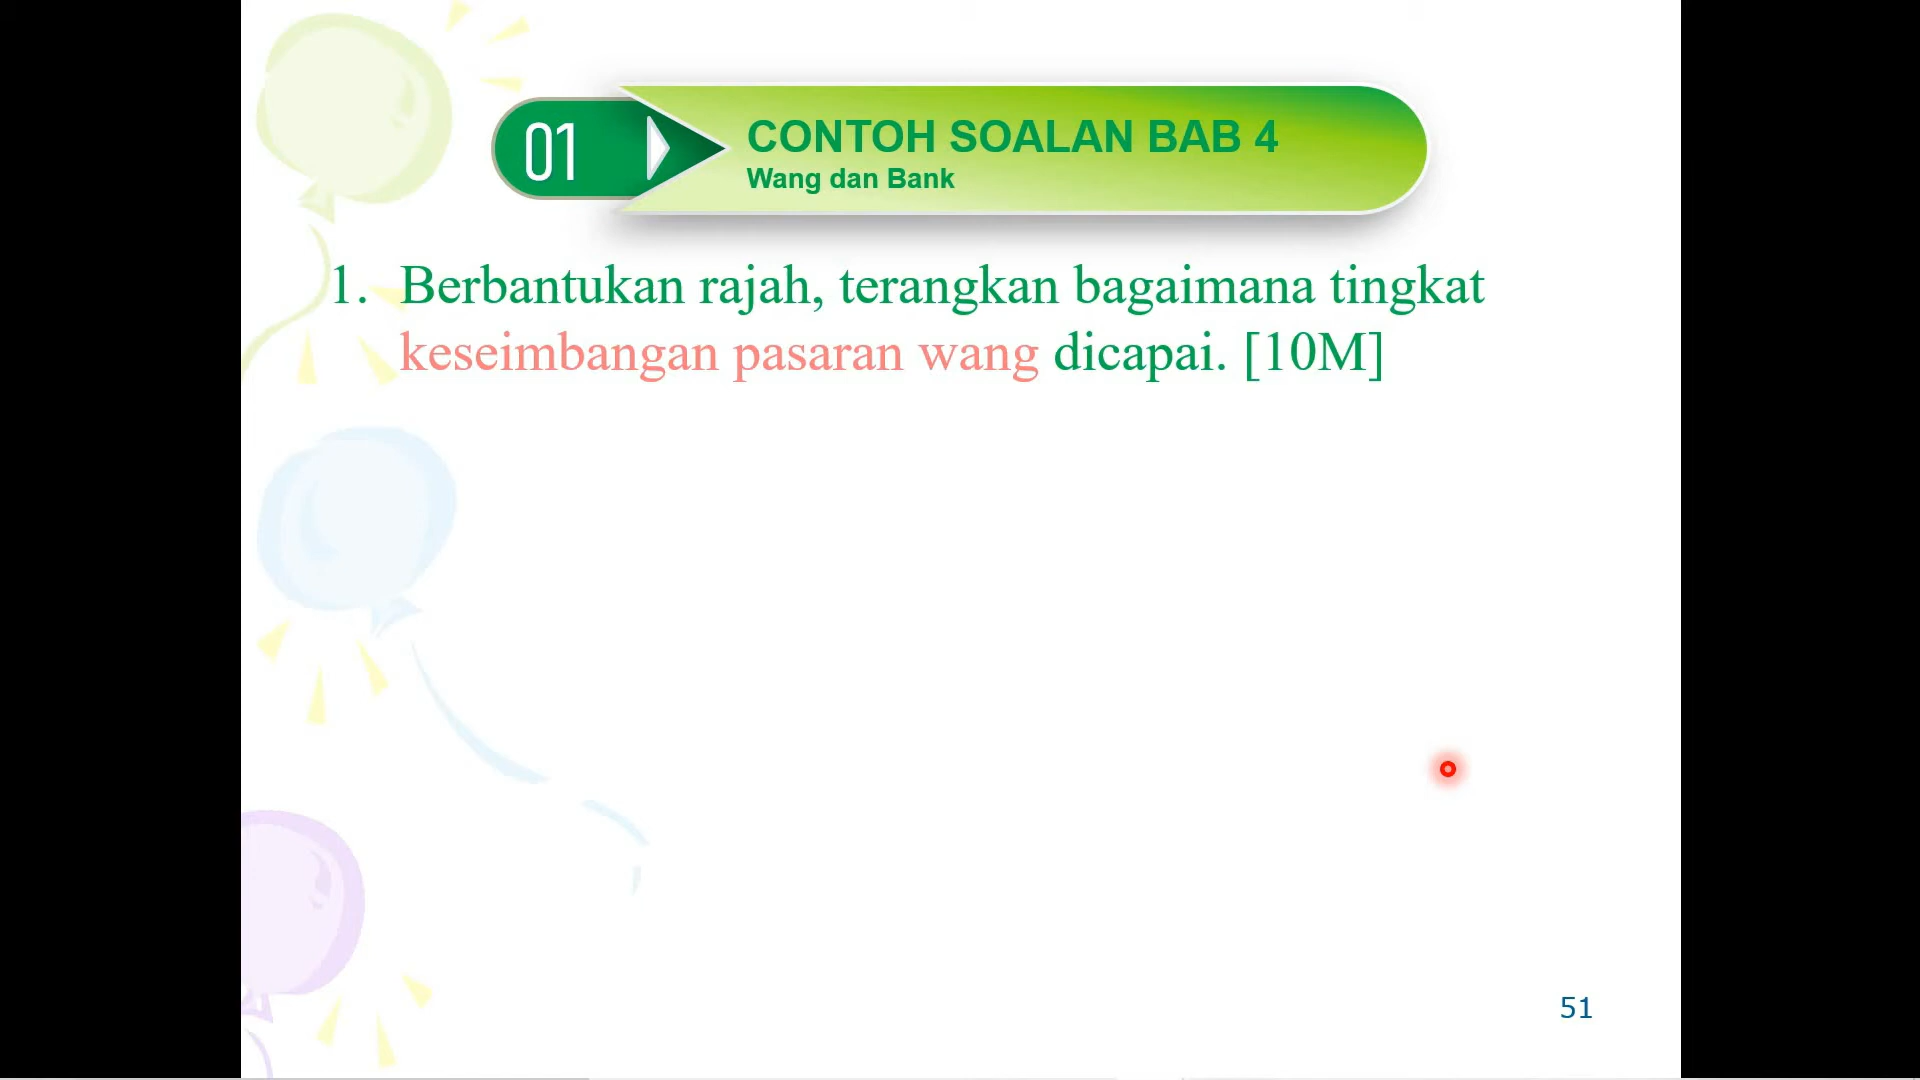 01
CONTOH SOALAN BAB 4
Wang dan Bank
1. Berbantukan rajah, terangkan bagaimana tingkat
keseimbangan pasaran wang dicapai. [10M]
51